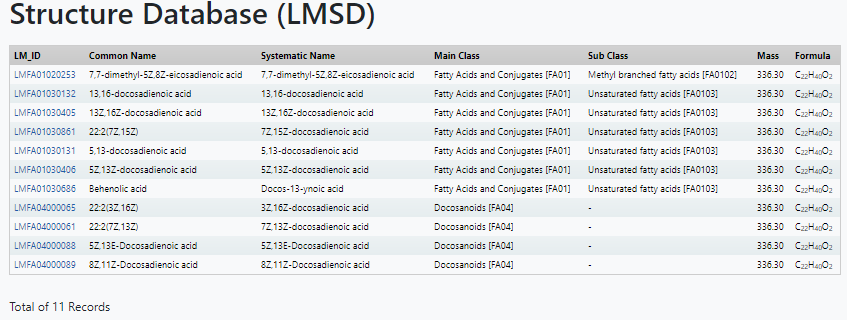 Structure Database (LMSD)
LM_ID Common Name Systematic Name Main Class Sub Class Mass Formula
LMFA01020253 7,7-dimethyl-5Z,8Z-eicosadienoic acid 7,7-dimethyl-5Z,8Z-eicosadienoic acid Fatty Acids and Conjugates [FA01] Methyl branched fatty acids [FA0102] 336.30 C₂₂H₄₀O₂
LMFA01030132 13,16-docosadienoic acid 13,16-docosadienoic acid Fatty Acids and Conjugates [FA01] Unsaturated fatty acids [FA0103] 336.30 C₂₂H₄₀O₂
LMFA01030405 13Z,16Z-docosadienoic acid 13Z,16Z-docosadienoic acid Fatty Acids and Conjugates [FA01] Unsaturated fatty acids [FA0103] 336.30 C₂₂H₄₀O₂
LMFA01030861 22:2(7Z,15Z) 7Z,15Z-docosadienoic acid Fatty Acids and Conjugates [FA01] Unsaturated fatty acids [FA0103] 336.30 C₂₂H₄₀O₂
LMFA01030131 5,13-docosadienoic acid 5,13-docosadienoic acid Fatty Acids and Conjugates [FA01] Unsaturated fatty acids [FA0103] 336.30 C₂₂H₄₀O₂
LMFA01030406 5Z,13Z-docosadienoic acid 5Z,13Z-docosadienoic acid Fatty Acids and Conjugates [FA01] Unsaturated fatty acids [FA0103] 336.30 C₂₂H₄₀O₂
LMFA01030686 Behenolic acid Docos-13-ynoic acid Fatty Acids and Conjugates [FA01] Unsaturated fatty acids [FA0103] 336.30 C₂₂H₄₀O₂
LMFA04000065 22:2(3Z,16Z) 3Z,16Z-docosadienoic acid Docosanoids [FA04] - 336.30 C₂₂H₄₀O₂
LMFA04000061 22:2(7Z,13Z) 7Z,13Z-docosadienoic acid Docosanoids [FA04] - 336.30 C₂₂H₄₀O₂
LMFA04000088 5Z,13E-Docosadienoic acid 5Z,13E-Docosadienoic acid Docosanoids [FA04] - 336.30 C₂₂H₄₀O₂
LMFA04000089 8Z,11Z-Docosadienoic acid 8Z,11Z-Docosadienoic acid Docosanoids [FA04] - 336.30 C₂₂H₄₀O₂
Total of 11 Records